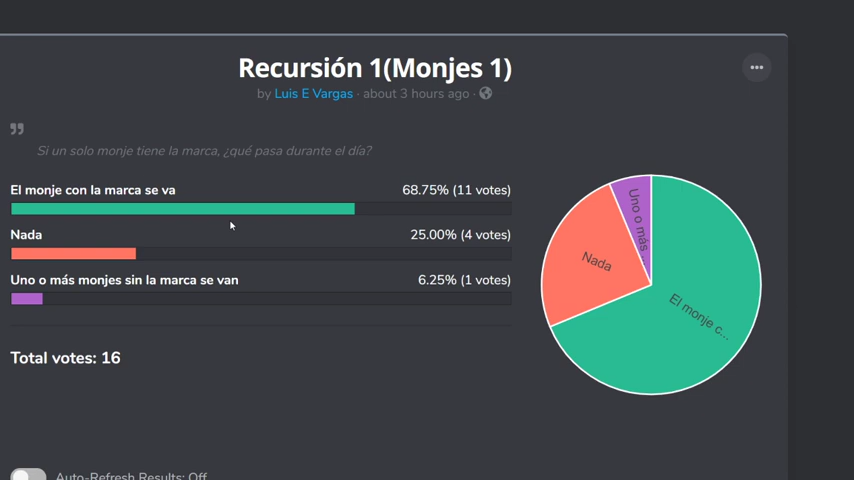 Recursión 1(Monjes 1)
by Luis E Vargas · about 3 hours ago ·
Si un solo monje tiene la marca, ¿qué pasa durante el día?
El monje con la marca se va 68.75% (11 votes)
Nada 25.00% (4 votes)
Uno o más monjes sin la marca se van 6.25% (1 votes)
Total votes: 16
Uno o más…
Nada
El monje c...
Auto-Refresh Results: Off